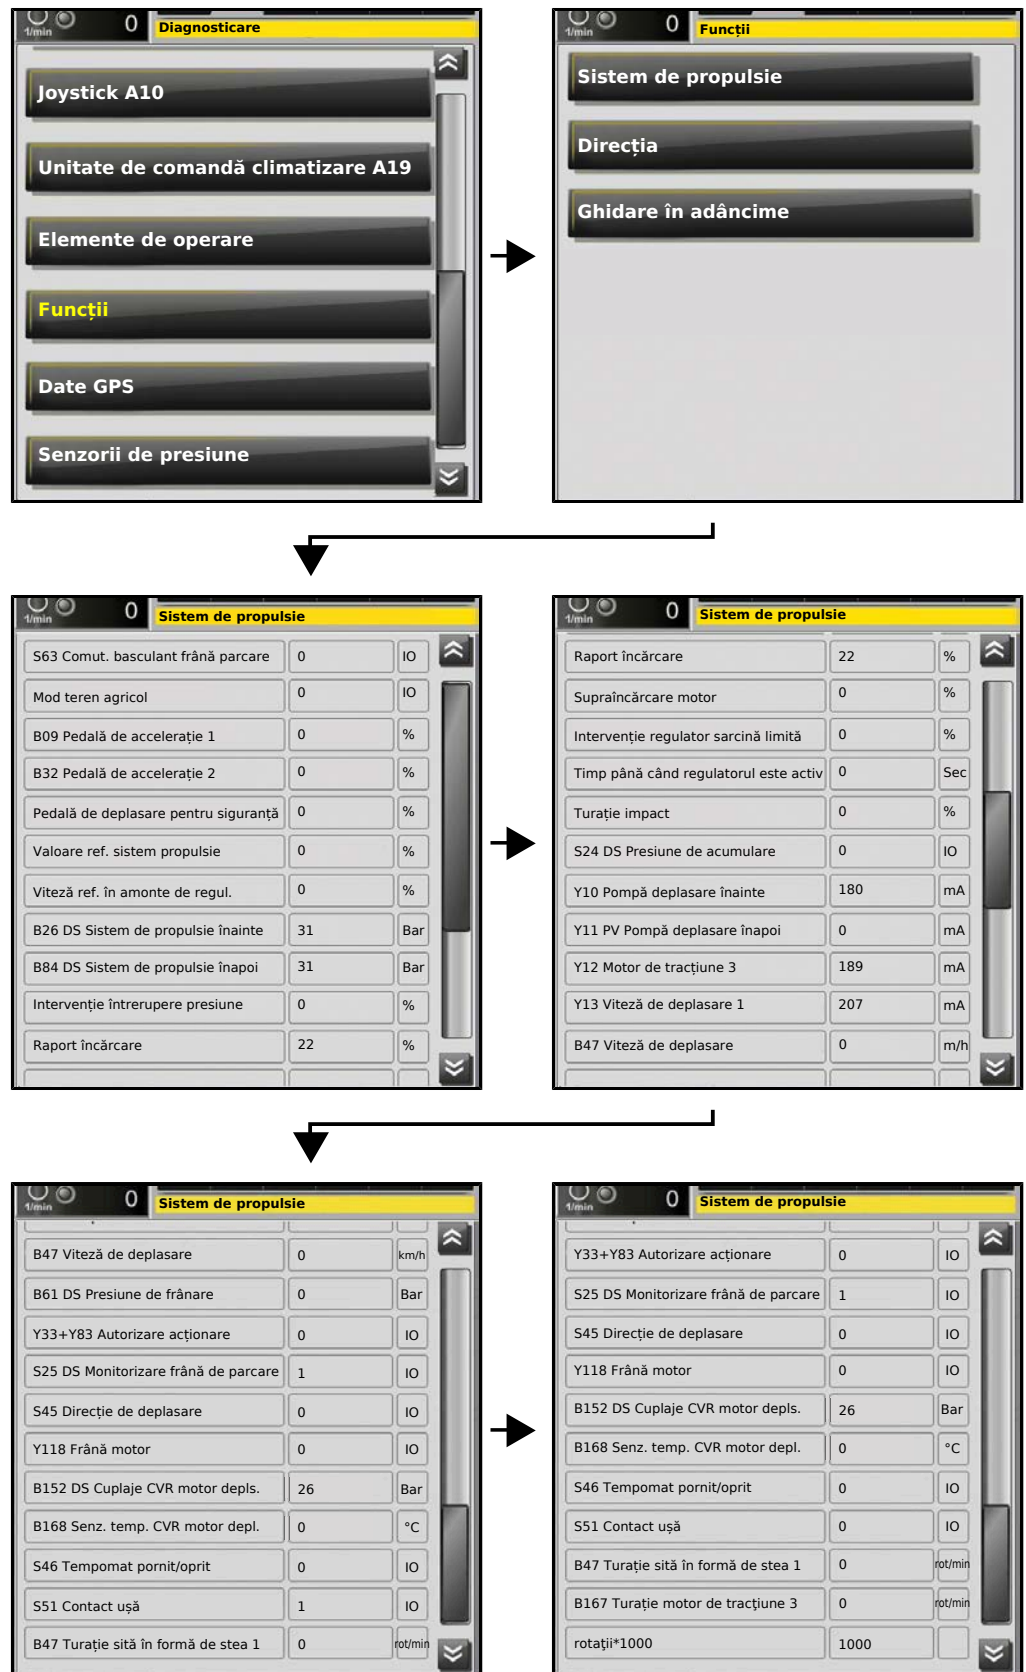 1/min 0 Diagnosticare
Joystick A10
Unitate de comandă climatizare A19
Elemente de operare
Funcții
Date GPS
Senzorii de presiune
1/min 0 Funcții
Sistem de propulsie
Direcția
Ghidare în adâncime
1/min 0 Sistem de propulsie
S63 Comut. basculant frână parcare 0 IO
Mod teren agricol 0 IO
B09 Pedală de accelerație 1 0 %
B32 Pedală de accelerație 2 0 %
Pedală de deplasare pentru siguranță 0 %
Valoare ref. sistem propulsie 0 %
Viteză ref. în amonte de regul. 0 %
B26 DS Sistem de propulsie înainte 31 Bar
B84 DS Sistem de propulsie înapoi 31 Bar
Intervenție întrerupere presiune 0 %
Raport încărcare 22 %
1/min 0 Sistem de propulsie
Raport încărcare 22 %
Supraîncărcare motor 0 %
Intervenție regulator sarcină limită 0 %
Timp până când regulatorul este activ 0 Sec
Turație impact 0 %
S24 DS Presiune de acumulare 0 IO
Y10 Pompă deplasare înainte 180 mA
Y11 PV Pompă deplasare înapoi 0 mA
Y12 Motor de tracțiune 3 189 mA
Y13 Viteză de deplasare 1 207 mA
B47 Viteză de deplasare 0 m/h
1/min 0 Sistem de propulsie
B47 Viteză de deplasare 0 km/h
B61 DS Presiune de frânare 0 Bar
Y33+Y83 Autorizare acționare 0 IO
S25 DS Monitorizare frână de parcare 1 IO
S45 Direcție de deplasare 0 IO
Y118 Frână motor 0 IO
B152 DS Cuplaje CVR motor depls. 26 Bar
B168 Senz. temp. CVR motor depl. 0 °C
S46 Tempomat pornit/oprit 0 IO
S51 Contact ușă 1 IO
B47 Turație sită în formă de stea 1 0 rot/min
1/min 0 Sistem de propulsie
Y33+Y83 Autorizare acționare 0 IO
S25 DS Monitorizare frână de parcare 1 IO
S45 Direcție de deplasare 0 IO
Y118 Frână motor 0 IO
B152 DS Cuplaje CVR motor depls. 26 Bar
B168 Senz. temp. CVR motor depl. 0 °C
S46 Tempomat pornit/oprit 0 IO
S51 Contact ușă 0 IO
B47 Turație sită în formă de stea 1 0 rot/min
B167 Turație motor de tracţiune 3 0 rot/min
rotaţii*1000 1000